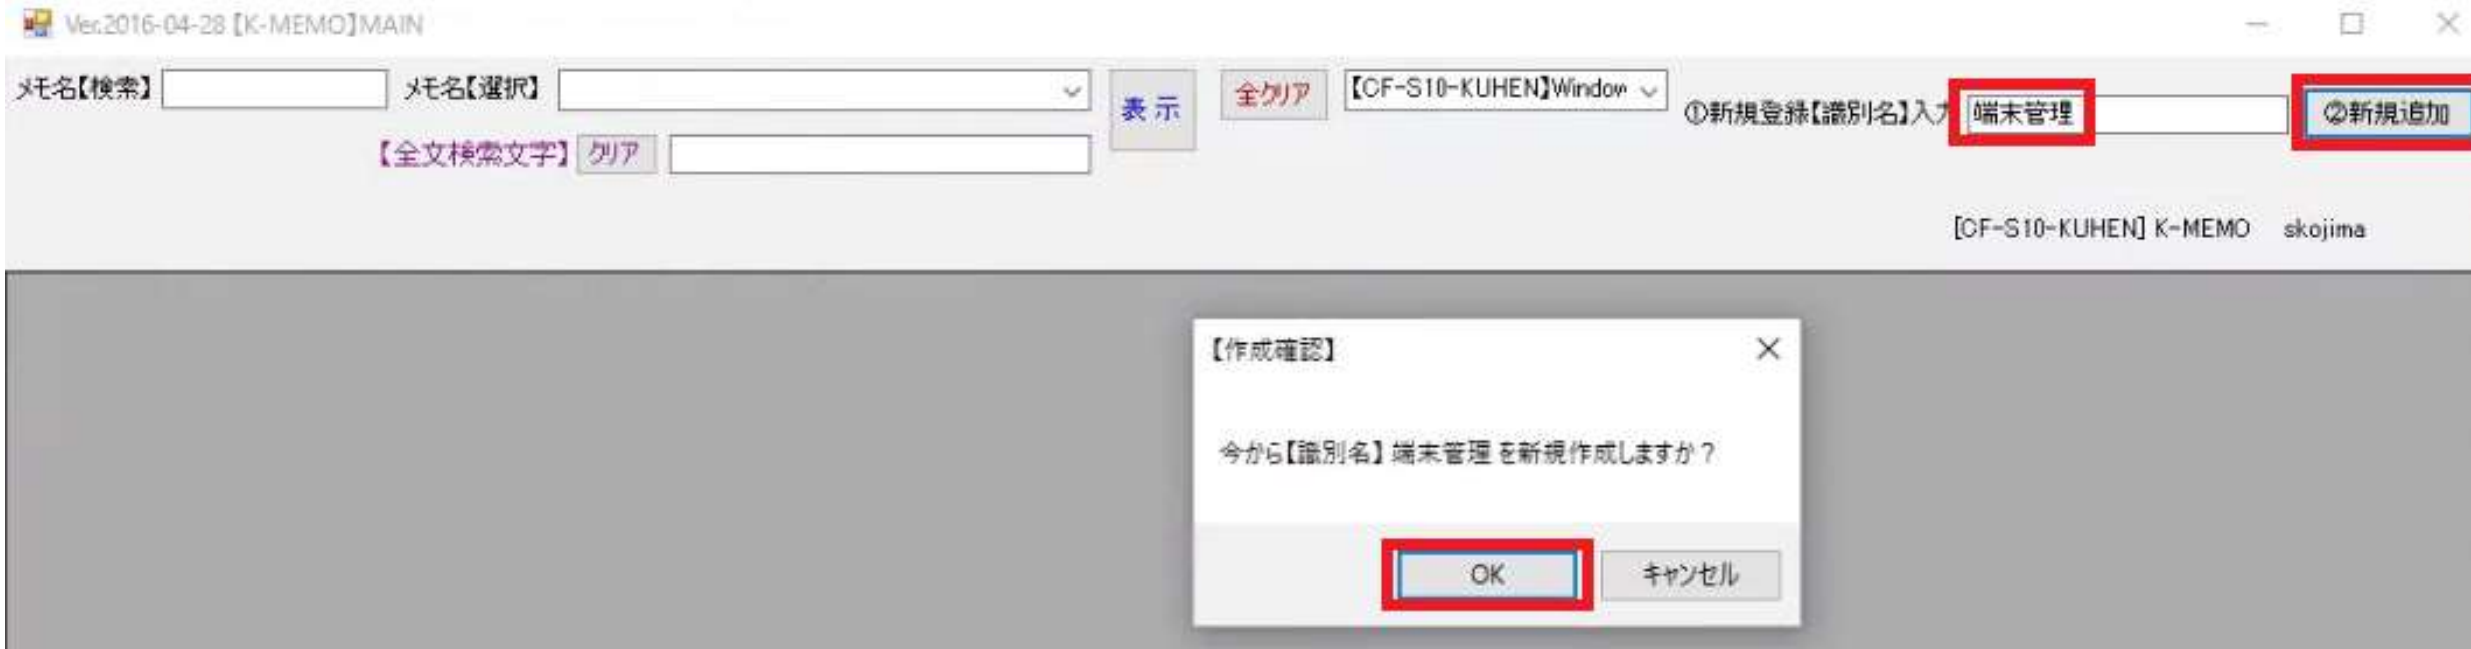 Ver.2016-04-28 【K-MEMO】MAIN
メモ名【検索】 メモ名【選択】 表示 全クリア 【CF-S10-KUHEN】Window ①新規登録【識別名】入力 端末管理 ②新規追加
【全文検索文字】 クリア
[CF-S10-KUHEN] K-MEMO skojima
【作成確認】
今から【識別名】 端末管理 を新規作成しますか？
OK キャンセル